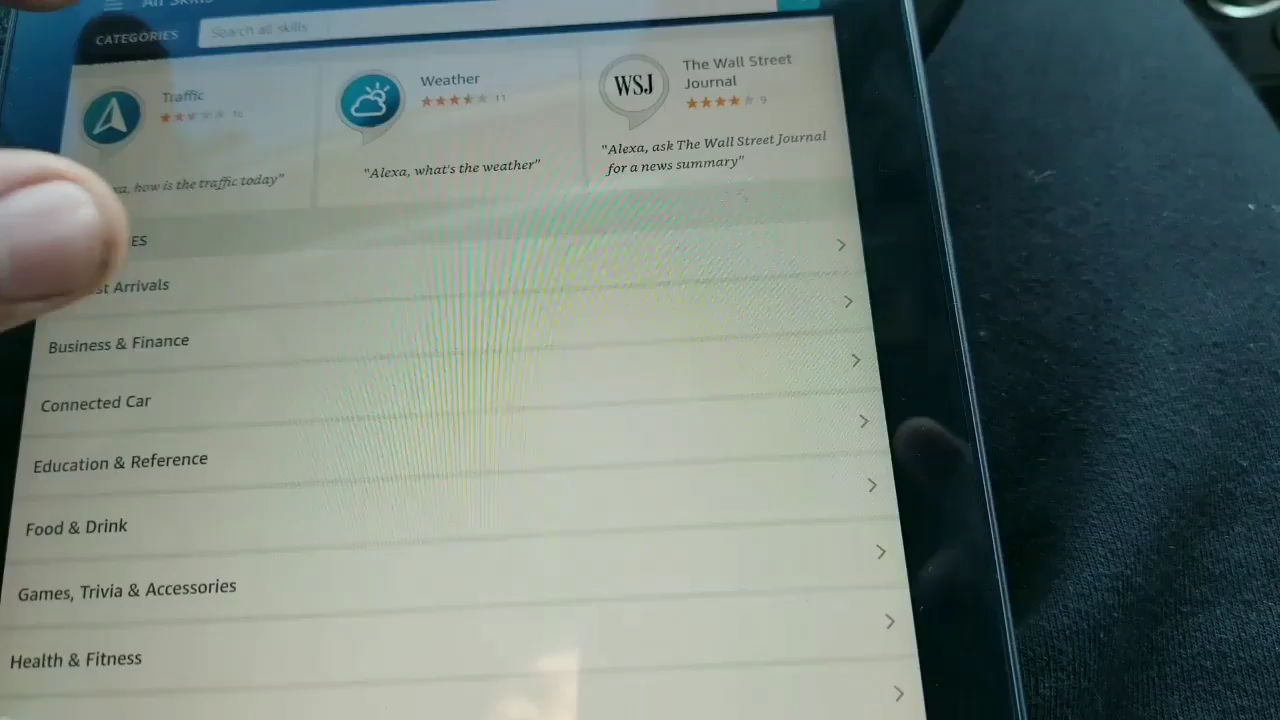 All Skills
CATEGORIES
Search all skills
Traffic
Weather
11
WSJ
The Wall Street
Journal
9
how is the traffic today"
"Alexa, what's the weather"
"Alexa, ask The Wall Street Journal
for a news summary"
ES
Arrivals
Business & Finance
Connected Car
Education & Reference
Food & Drink
Games, Trivia & Accessories
Health & Fitness